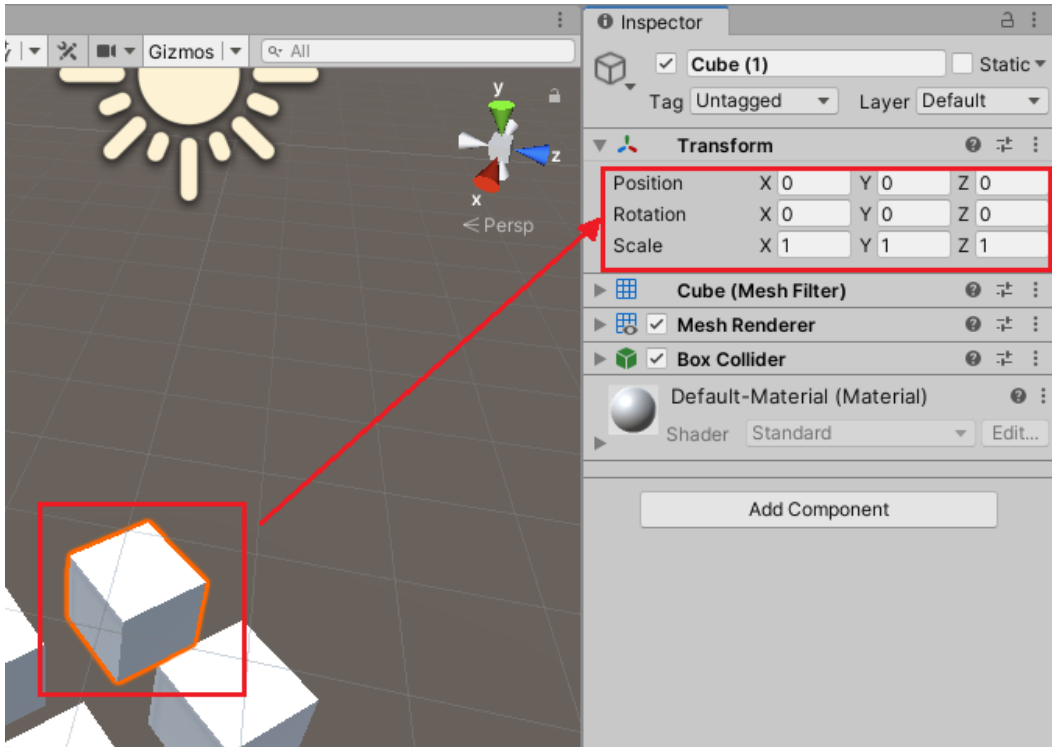 Gizmos
All
y
z
x
Persp
Inspector
Cube (1)
Static
Tag Untagged Layer Default
Transform
Position X 0 Y 0 Z 0
Rotation X 0 Y 0 Z 0
Scale X 1 Y 1 Z 1
Cube (Mesh Filter)
Mesh Renderer
Box Collider
Default-Material (Material)
Shader Standard Edit...
Add Component